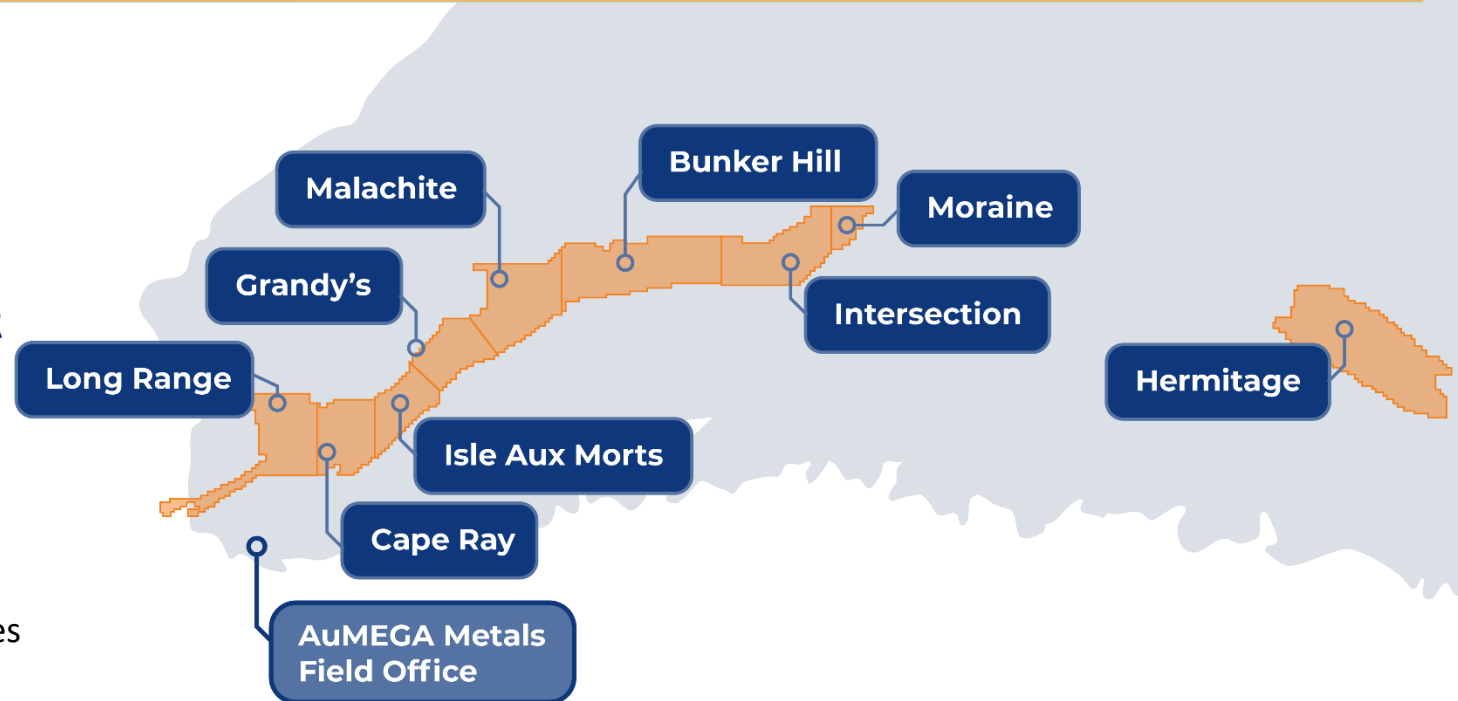 Bunker Hill
Malachite
Moraine
Grandy's
Intersection
Long Range
Hermitage
Isle Aux Morts
Cape Ray
es
AuMEGA Metals
Field Office